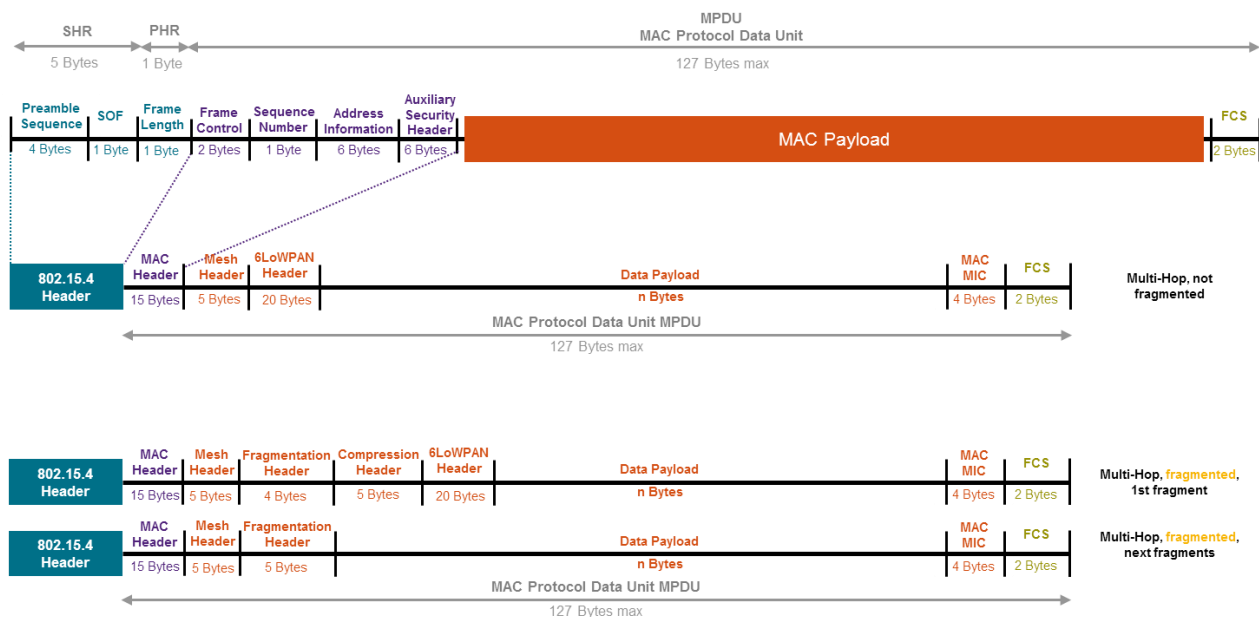 SHR
PHR
MPDU
MAC Protocol Data Unit
5 Bytes
1 Byte
127 Bytes max
Preamble
Sequence
SOF
Frame
Length
Frame
Control
Sequence
Number
Address
Information
Auxiliary
Security
Header
MAC Payload
FCS
4 Bytes
1 Byte
1 Byte
2 Bytes
1 Byte
6 Bytes
6 Bytes
2 Bytes
802.15.4
Header
MAC
Header
Mesh
Header
6LoWPAN
Header
Data Payload
MAC
MIC
FCS
15 Bytes
5 Bytes
20 Bytes
n Bytes
4 Bytes
2 Bytes
Multi-Hop, not
fragmented
MAC Protocol Data Unit MPDU
127 Bytes max
802.15.4
Header
MAC
Header
Mesh
Header
Fragmentation
Header
Compression
Header
6LoWPAN
Header
Data Payload
MAC
MIC
FCS
15 Bytes
5 Bytes
4 Bytes
5 Bytes
20 Bytes
n Bytes
4 Bytes
2 Bytes
Multi-Hop, fragmented,
1st fragment
802.15.4
Header
MAC
Header
Mesh
Header
Fragmentation
Header
Data Payload
MAC
MIC
FCS
15 Bytes
5 Bytes
5 Bytes
n Bytes
4 Bytes
2 Bytes
Multi-Hop, fragmented,
next fragments
MAC Protocol Data Unit MPDU
127 Bytes max